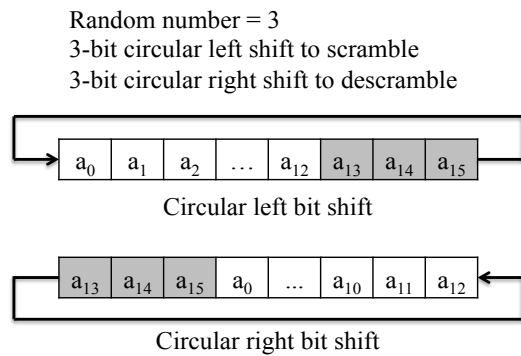 Random number = 3
3-bit circular left shift to scramble
3-bit circular right shift to descramble
a₀ a₁ a₂ … a₁₂ a₁₃ a₁₄ a₁₅
Circular left bit shift
a₁₃ a₁₄ a₁₅ a₀ ... a₁₀ a₁₁ a₁₂
Circular right bit shift